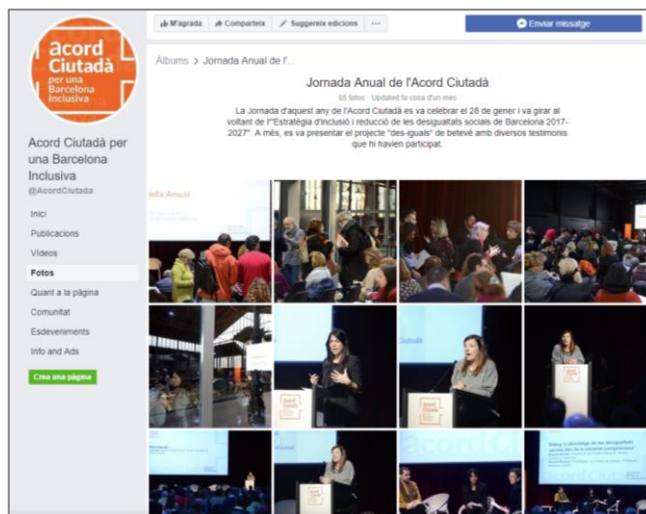 M'agrada
Comparteix
Suggereix edicions
Enviar missatge
acord
Ciutadà
per una
Barcelona
Inclusiva
Àlbums > Jornada Anual de l'...
Jornada Anual de l'Acord Ciutadà
65 fotos · Updated fa cosa d'un mes
La Jornada d'aquest any de l'Acord Ciutadà es va celebrar el 28 de gener i va girar al
voltant de l'"Estratègia d'inclusió i reducció de les desigualtats socials de Barcelona 2017-
2027". A més, es va presentar el projecte "des-iguals" de betevé amb diversos testimonis
que hi havien participat.
Acord Ciutadà per
una Barcelona
Inclusiva
@AcordCiutada
Inici
Publicacions
Vídeos
Fotos
Quant a la pàgina
Comunitat
Esdeveniments
Info and Ads
Crea una pàgina
ada Anual
acord
Ciutadà
acord
Ciutadà